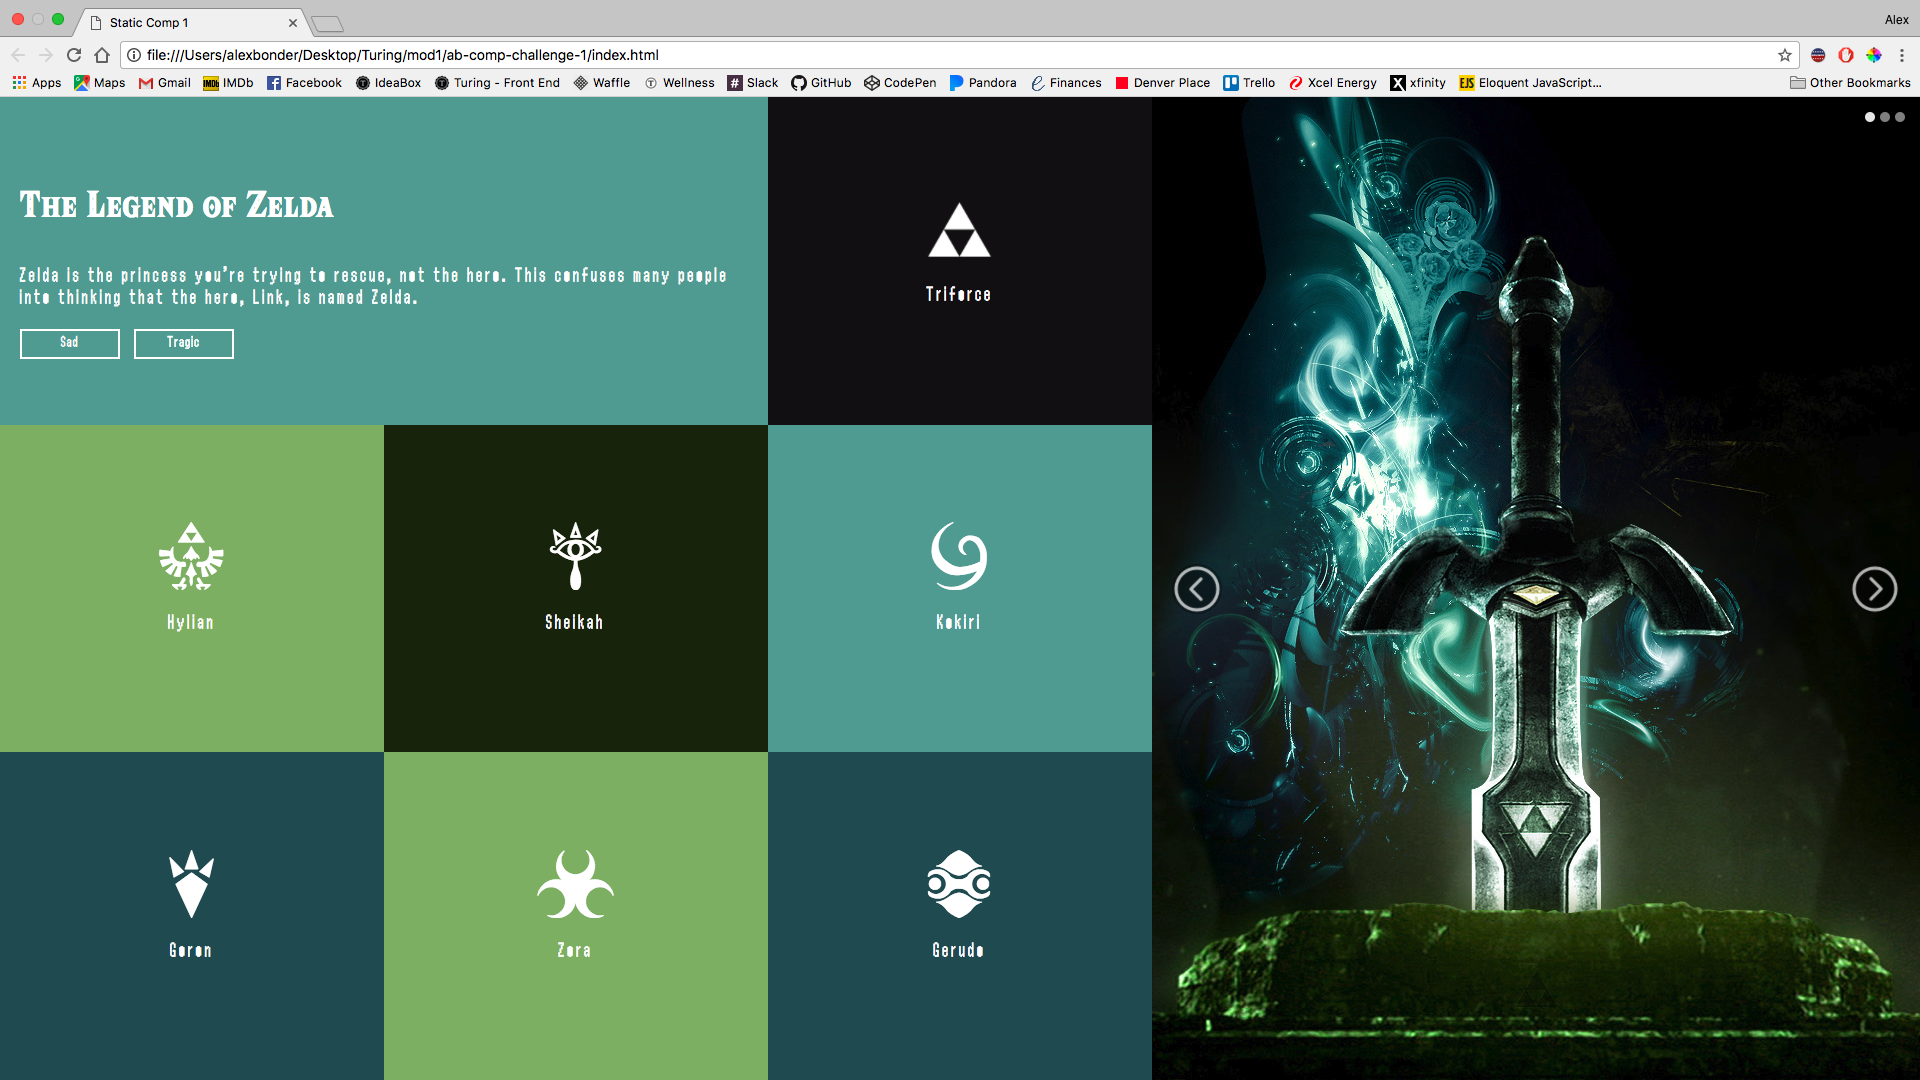 Static Comp 1
Alex
file:///Users/alexbonder/Desktop/Turing/mod1/ab-comp-challenge-1/index.html
Apps Maps Gmail IMDb IMDb Facebook IdeaBox Turing - Front End Waffle Wellness Slack GitHub CodePen Pandora Finances Denver Place Trello Xcel Energy xfinity EJS Eloquent JavaScript... Other Bookmarks
The Legend of Zelda
Zelda is the princess you're trying to rescue, not the hero. This confuses many people
into thinking that the hero, Link, is named Zelda.
Sad Tragic
Triforce
Hylian Sheikah Kokiri
Goron Zora Gerudo